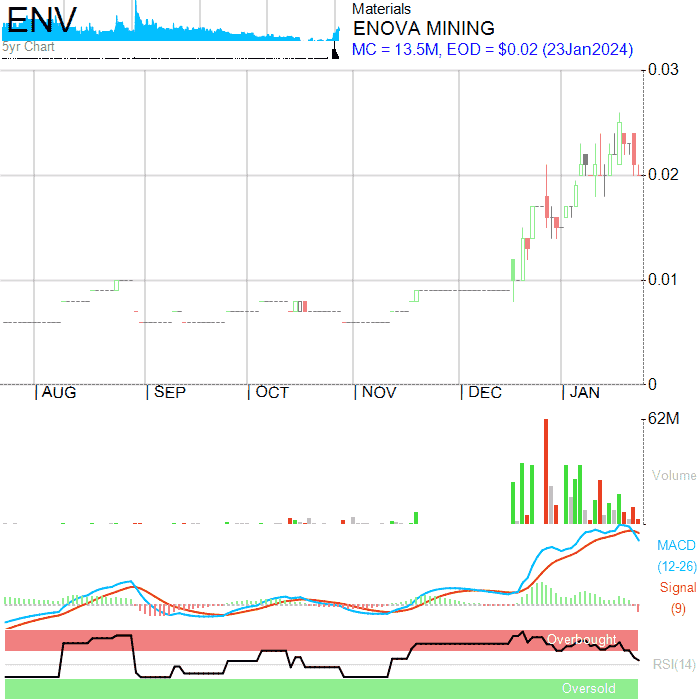 ENV
5yr Chart
Materials
ENOVA MINING
MC = 13.5M, EOD = $0.02 (23Jan2024)
0.03
0.02
0.01
0
AUG SEP OCT NOV DEC JAN
62M
Volume
MACD
(12-26)
Signal
(9)
Overbought
RSI(14)
Oversold